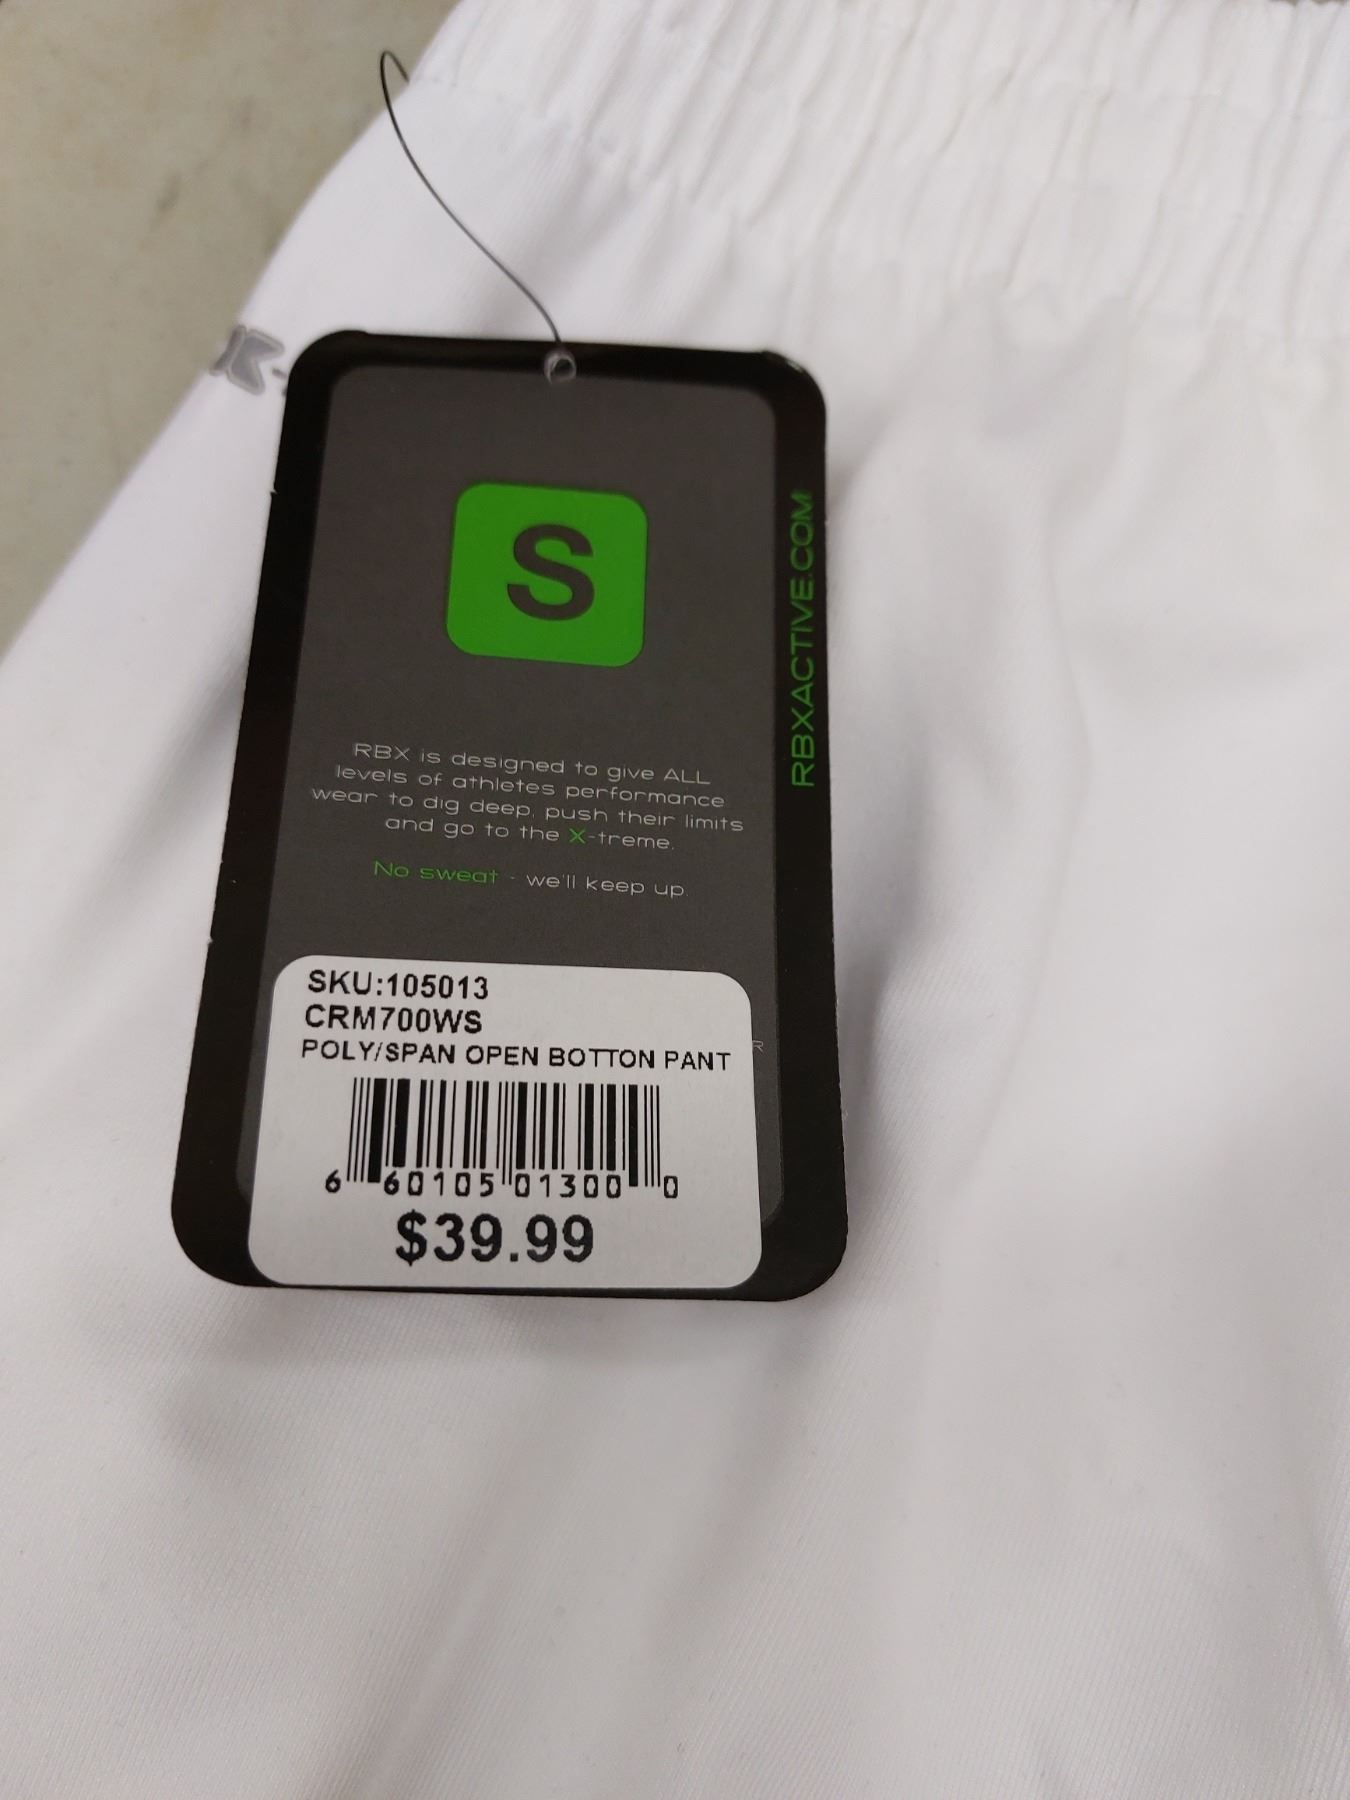 S
RBXACTIVE.COM
RBX is designed to give ALL
levels of athletes performance
wear to dig deep, push their limits
and go to the X-treme.
No sweat - we'll keep up.
SKU:105013
CRM700WS
POLY/SPAN OPEN BOTTON PANT
R
6 60105 01300 0
$39.99